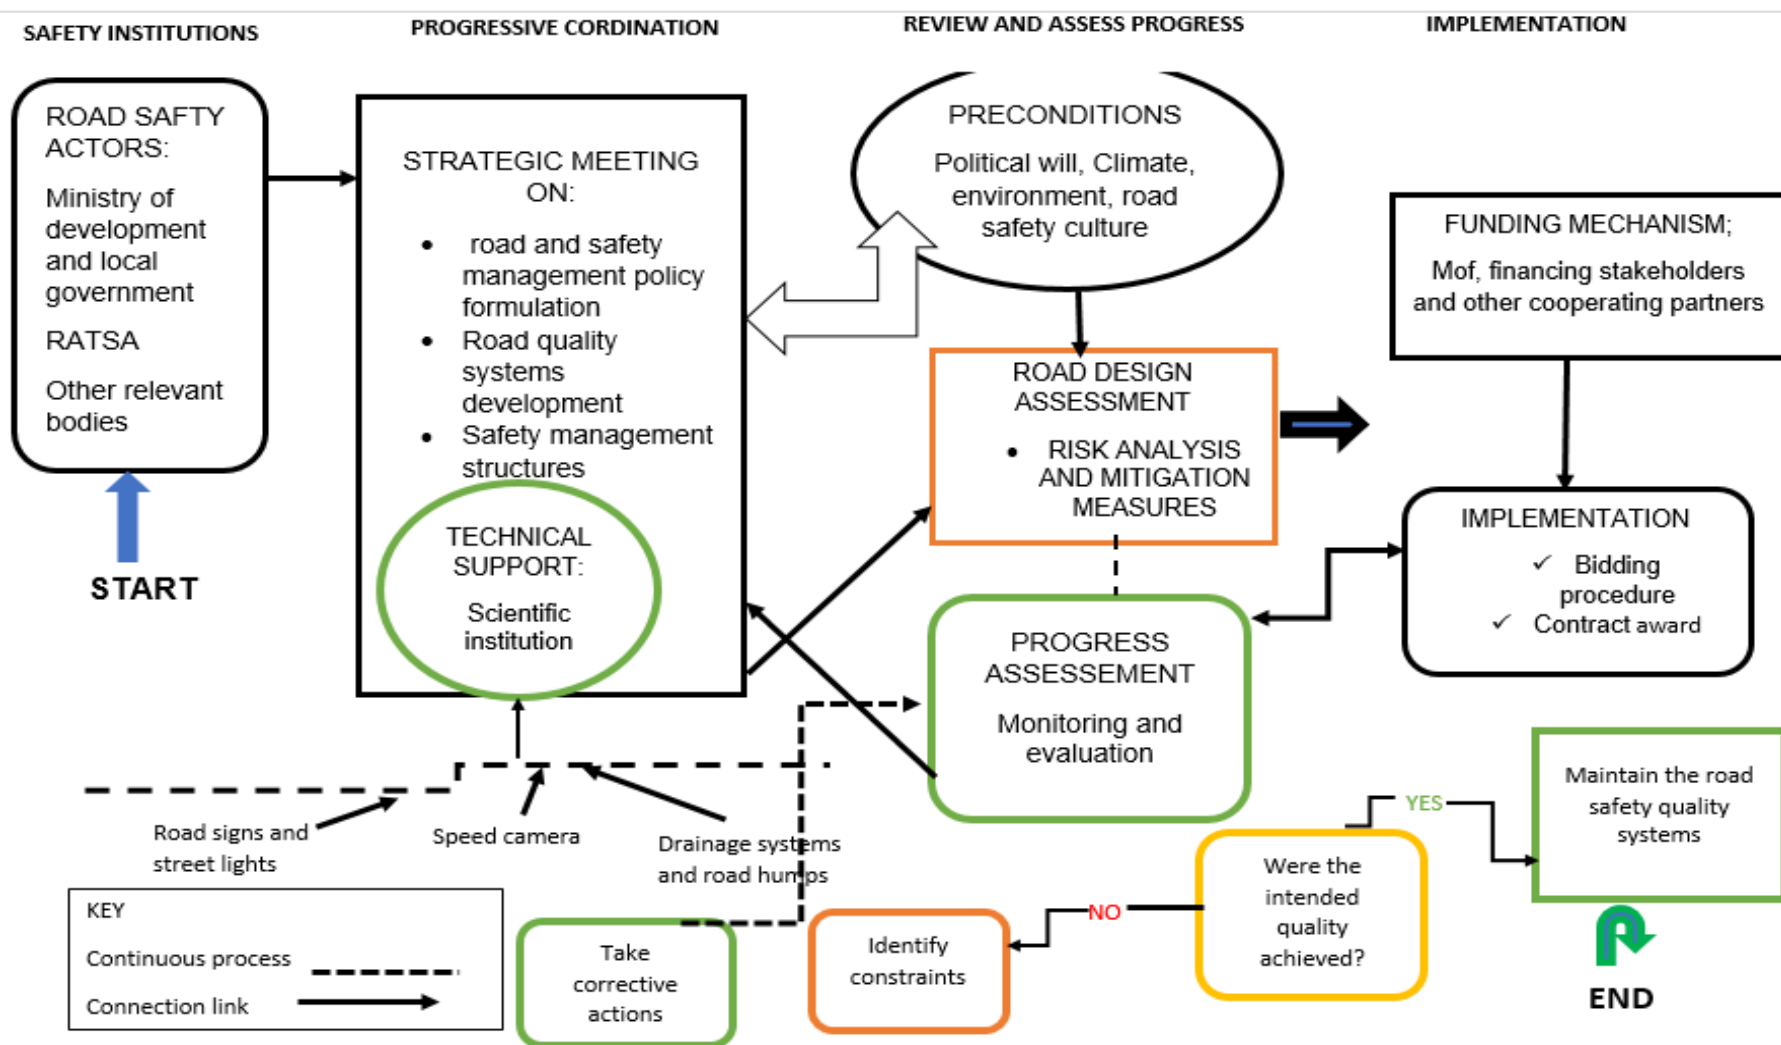 SAFETY INSTITUTIONS
PROGRESSIVE CORDINATION
REVIEW AND ASSESS PROGRESS
IMPLEMENTATION
ROAD SAFTY
ACTORS:
Ministry of
development
and local
government
RATSA
Other relevant
bodies
START
STRATEGIC MEETING
ON:
• road and safety
management policy
formulation
• Road quality
systems
development
• Safety management
structures
TECHNICAL
SUPPORT:
Scientific
institution
PRECONDITIONS
Political will, Climate,
environment, road
safety culture
ROAD DESIGN
ASSESSMENT
• RISK ANALYSIS
AND MITIGATION
MEASURES
PROGRESS
ASSESSEMENT
Monitoring and
evaluation
FUNDING MECHANISM;
Mof, financing stakeholders
and other cooperating partners
IMPLEMENTATION
✓ Bidding
procedure
✓ Contract award
Road signs and
street lights
Speed camera
Drainage systems
and road humps
KEY
Continuous process
Connection link
Take
corrective
actions
Identify
constraints
NO
Were the
intended
quality
achieved?
YES
Maintain the road
safety quality
systems
END